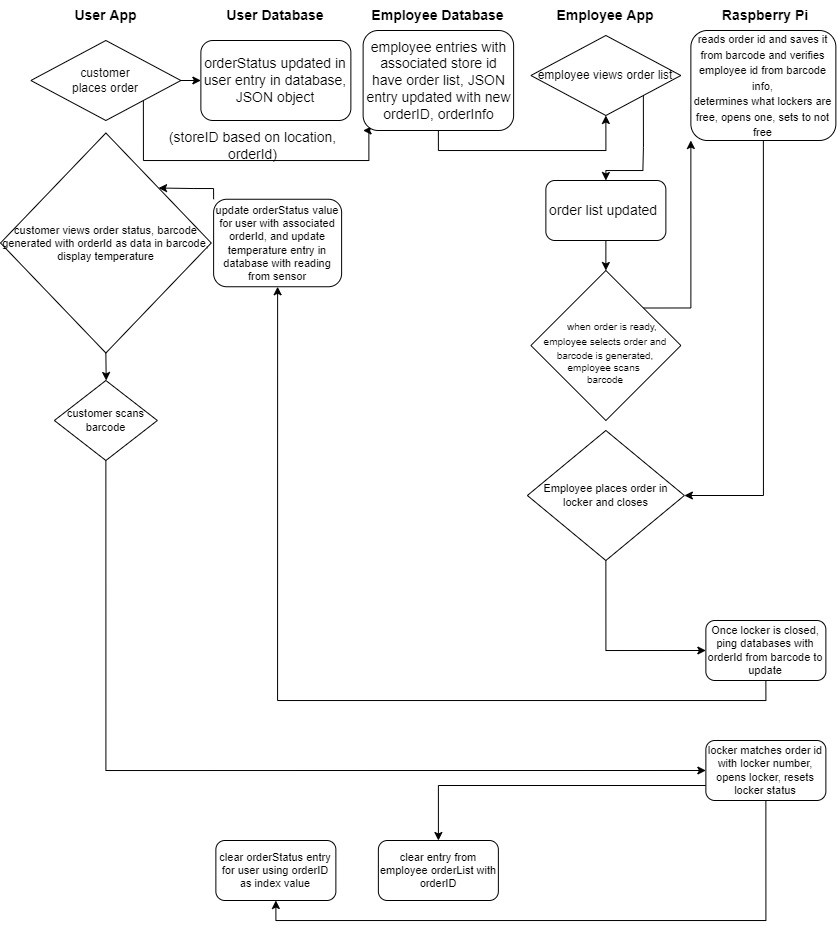 User App
User Database
Employee Database
Employee App
Raspberry Pi
customer
places order
orderStatus updated in
user entry in database,
JSON object
employee entries with
associated store id
have order list, JSON
entry updated with new
orderID, orderInfo
employee views order list
reads order id and saves it
from barcode and verifies
employee id from barcode
info,
determines what lockers are
free, opens one, sets to not
free
(storeID based on location,
orderId)
customer views order status, barcode
generated with orderId as data in barcode,
display temperature
update orderStatus value
for user with associated
orderId, and update
temperature entry in
database with reading
from sensor
order list updated
when order is ready,
employee selects order and
barcode is generated,
employee scans
barcode
customer scans
barcode
Employee places order in
locker and closes
Once locker is closed,
ping databases with
orderId from barcode to
update
locker matches order id
with locker number,
opens locker, resets
locker status
clear orderStatus entry
for user using orderID
as index value
clear entry from
employee orderList with
orderID